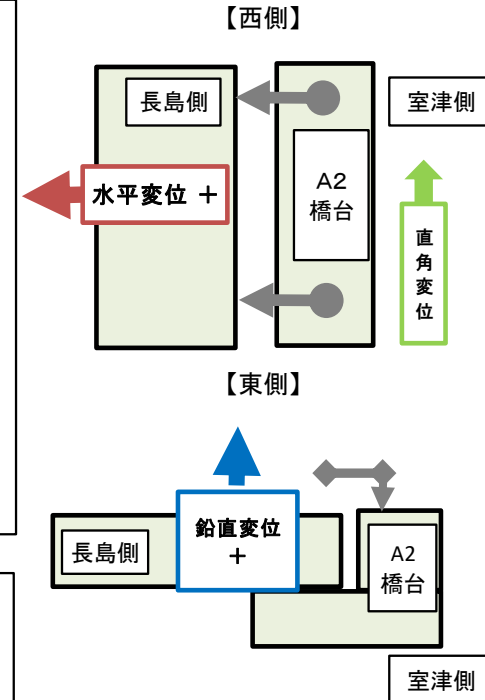 【西側】
長島側
室津側
水平変位 +
A2
橋台
直
角
変
位
【東側】
鉛直変位
+
長島側
A2
橋台
室津側